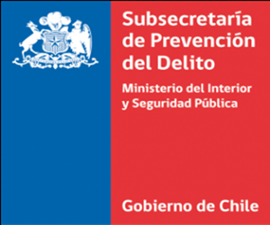 Subsecretaría
de Prevención
del Delito
Ministerio del Interior
y Seguridad Pública
Gobierno de Chile